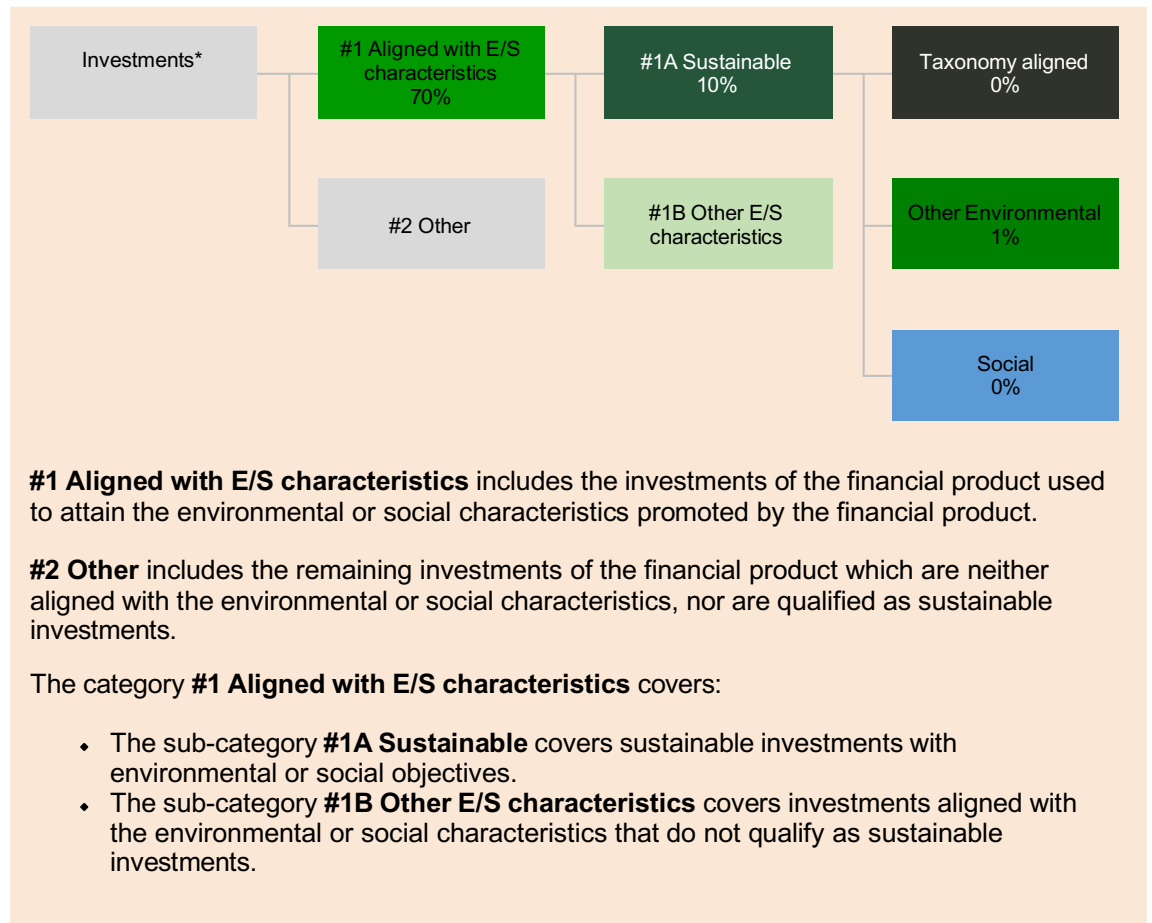 Investments*
#1 Aligned with E/S
characteristics
70%
#1A Sustainable
10%
Taxonomy aligned
0%
#2 Other
#1B Other E/S
characteristics
Other Environmental
1%
Social
0%
#1 Aligned with E/S characteristics includes the investments of the financial product used
to attain the environmental or social characteristics promoted by the financial product.
#2 Other includes the remaining investments of the financial product which are neither
aligned with the environmental or social characteristics, nor are qualified as sustainable
investments.
The category #1 Aligned with E/S characteristics covers:
• The sub-category #1A Sustainable covers sustainable investments with
environmental or social objectives.
• The sub-category #1B Other E/S characteristics covers investments aligned with
the environmental or social characteristics that do not qualify as sustainable
investments.